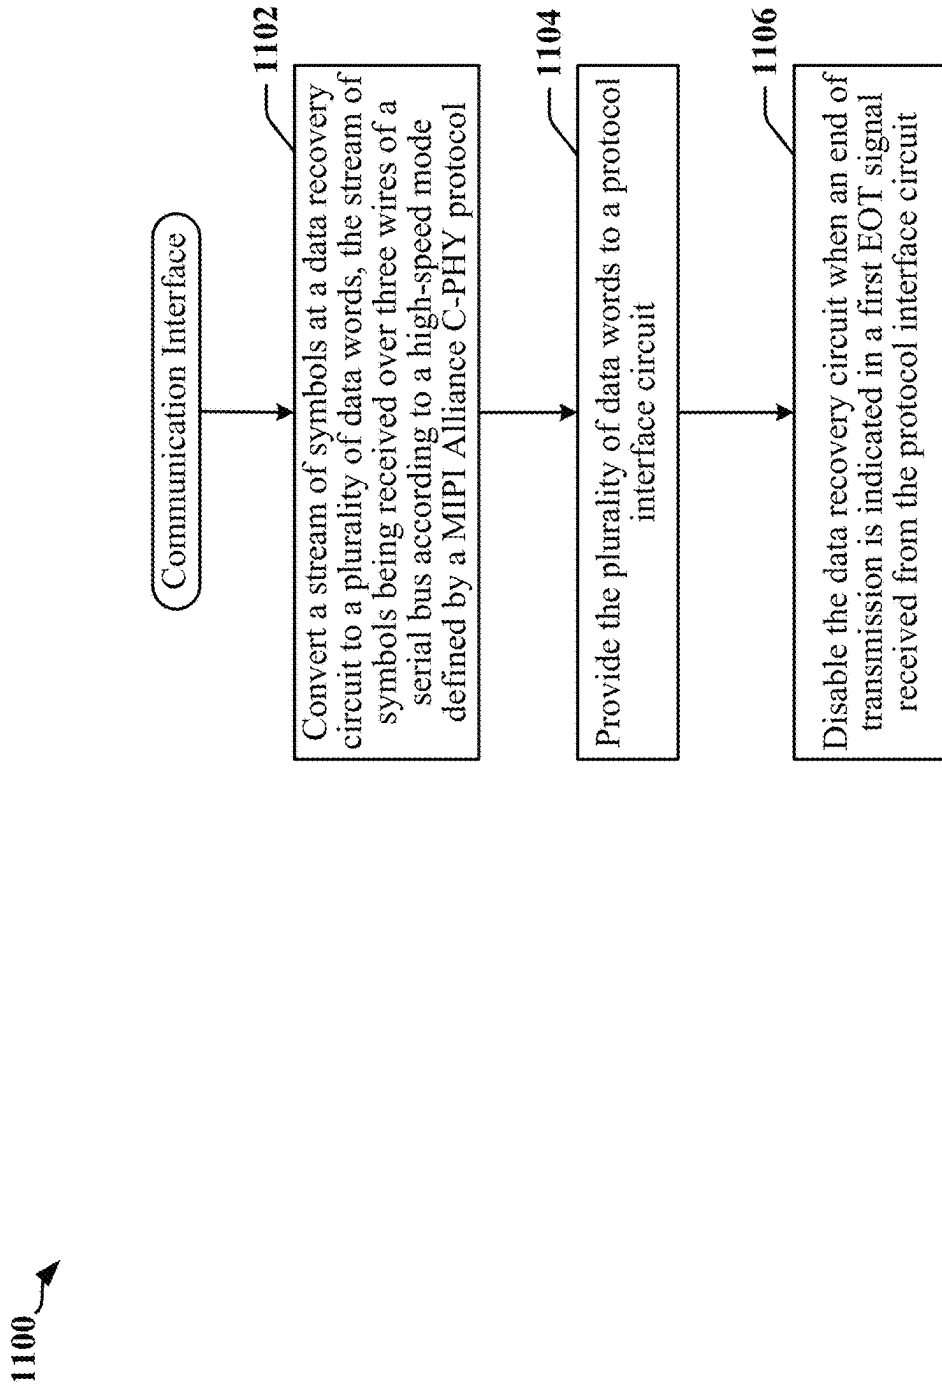 1100
Communication Interface
1102
Convert a stream of symbols at a data recovery
circuit to a plurality of data words, the stream of
symbols being received over three wires of a
serial bus according to a high-speed mode
defined by a MIPI Alliance C-PHY protocol
1104
Provide the plurality of data words to a protocol
interface circuit
1106
Disable the data recovery circuit when an end of
transmission is indicated in a first EOT signal
received from the protocol interface circuit